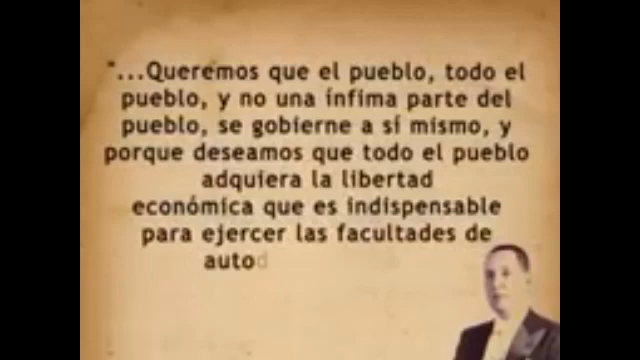 "...Queremos que el pueblo, todo el
pueblo, y no una ínfima parte del
pueblo, se gobierne a sí mismo, y
porque deseamos que todo el pueblo
adquiera la libertad
económica que es indispensable
para ejercer las facultades de
autod